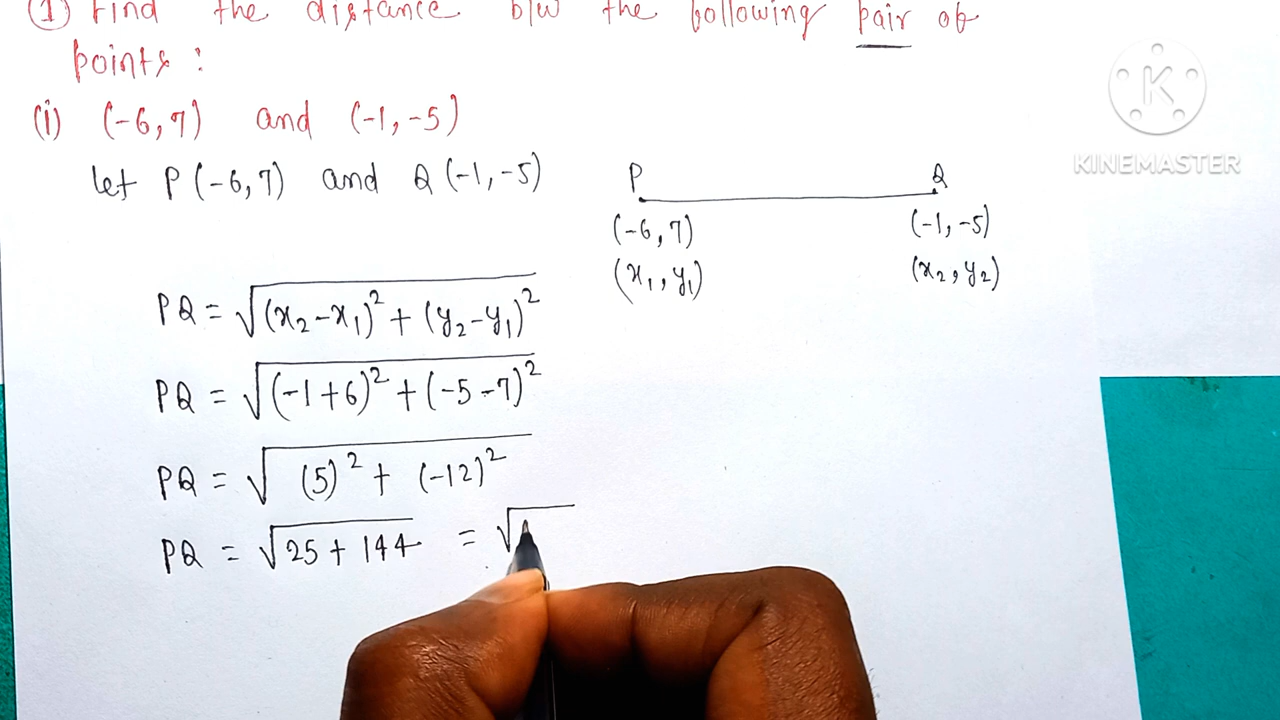 (1) Find the distance b/w the following pair of
points :
(i) (-6, 7) and (-1, -5)
let P (-6, 7) and Q (-1, -5)
P Q
(-6, 7) (-1, -5)
(x₁, y₁) (x₂, y₂)
PQ = √(x₂ - x₁)² + (y₂ - y₁)²
PQ = √(-1 + 6)² + (-5 - 7)²
PQ = √(5)² + (-12)²
PQ = √25 + 144 = √
K
KINEMASTER